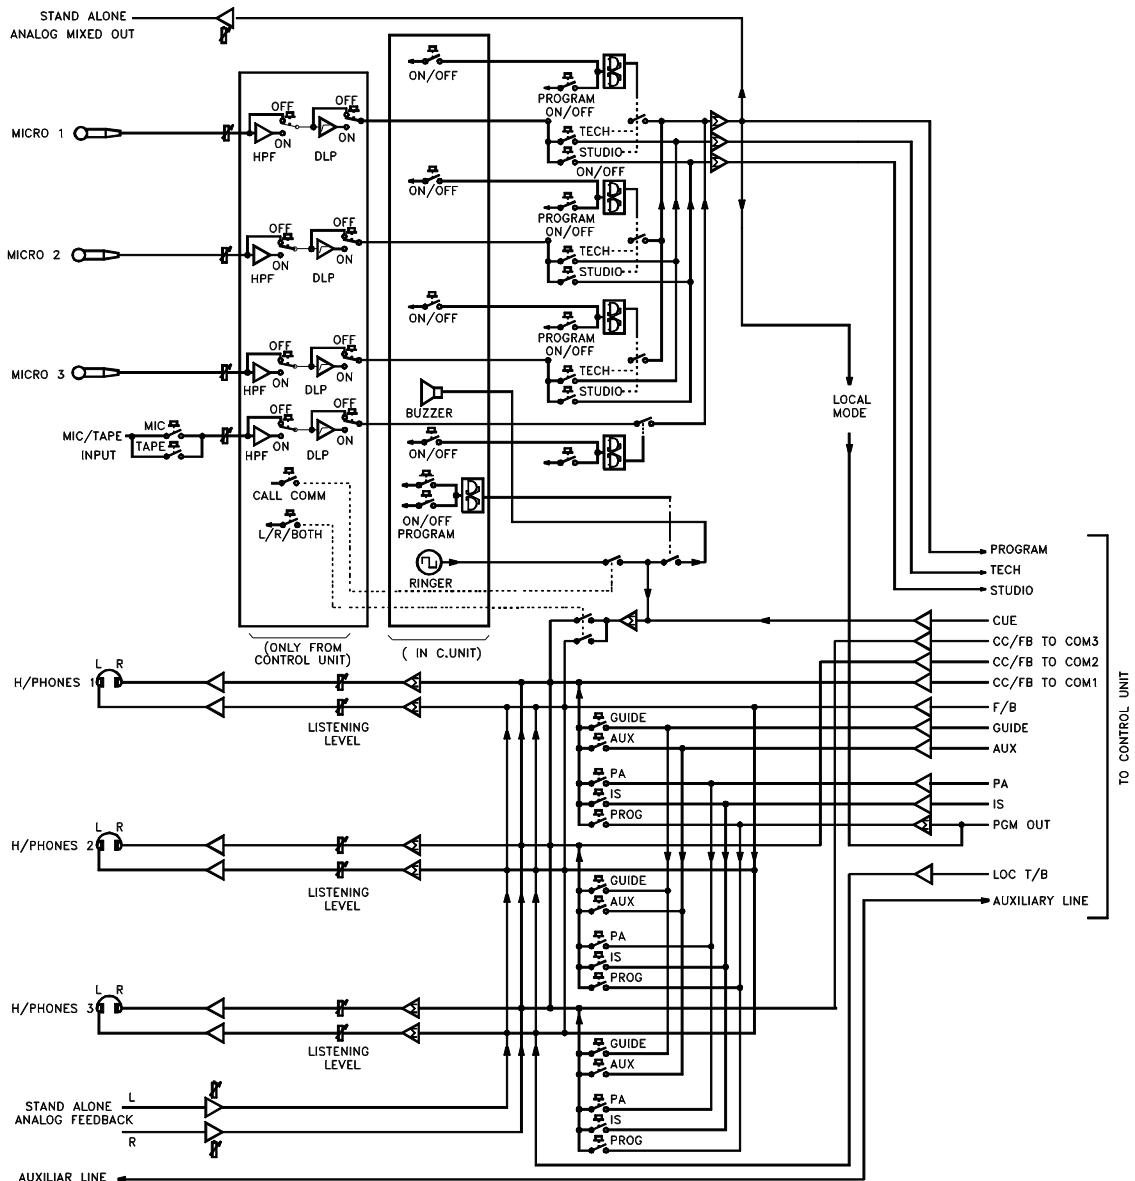 STAND ALONE
ANALOG MIXED OUT
ON/OFF
PROGRAM
ON/OFF
OFF
OFF
MICRO 1
ON
ON
HPF
DLP
TECH
STUDIO
ON/OFF
ON/OFF
PROGRAM
ON/OFF
OFF
OFF
MICRO 2
ON
ON
HPF
DLP
TECH
STUDIO
ON/OFF
PROGRAM
ON/OFF
OFF
OFF
MICRO 3
ON
ON
HPF
DLP
TECH
STUDIO
BUZZER
LOCAL
MODE
OFF
OFF
MIC/TAPE
INPUT
MIC
TAPE
ON
ON
HPF
DLP
ON/OFF
CALL COMM
L/R/BOTH
ON/OFF
PROGRAM
RINGER
(ONLY FROM
CONTROL UNIT)
( IN C.UNIT)
PROGRAM
TECH
STUDIO
CUE
CC/FB TO COM3
CC/FB TO COM2
CC/FB TO COM1
F/B
GUIDE
AUX
PA
IS
PGM OUT
LOC T/B
AUXILIARY LINE
TO CONTROL UNIT
L R
H/PHONES 1
LISTENING
LEVEL
GUIDE
AUX
PA
IS
PROG
L R
H/PHONES 2
LISTENING
LEVEL
GUIDE
AUX
PA
IS
PROG
L R
H/PHONES 3
LISTENING
LEVEL
GUIDE
AUX
PA
IS
PROG
L
STAND ALONE
ANALOG FEEDBACK
R
AUXILIAR LINE